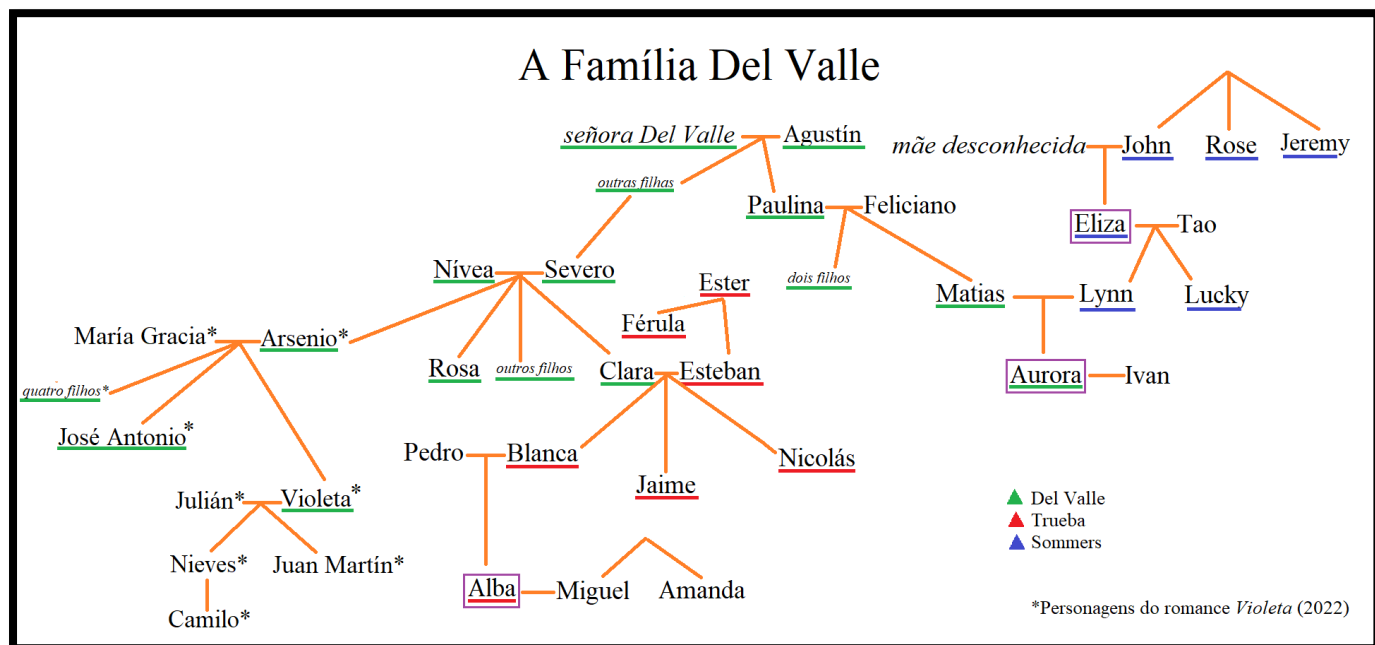 A Família Del Valle
señora Del Valle Agustín
mãe desconhecida John Rose Jeremy
outras filhas
Paulina Feliciano
Eliza Tao
Nívea Severo
dois filhos
Ester
Matias Lynn Lucky
Férula
María Gracia* Arsenio*
Rosa outros filhos Clara Esteban
Aurora Ivan
quatro filhos*
José Antonio*
Pedro Blanca Nicolás
Jaime
Julián* Violeta*
Del Valle
Trueba
Sommers
Nieves* Juan Martín*
Alba Miguel Amanda
Camilo*
*Personagens do romance Violeta (2022)